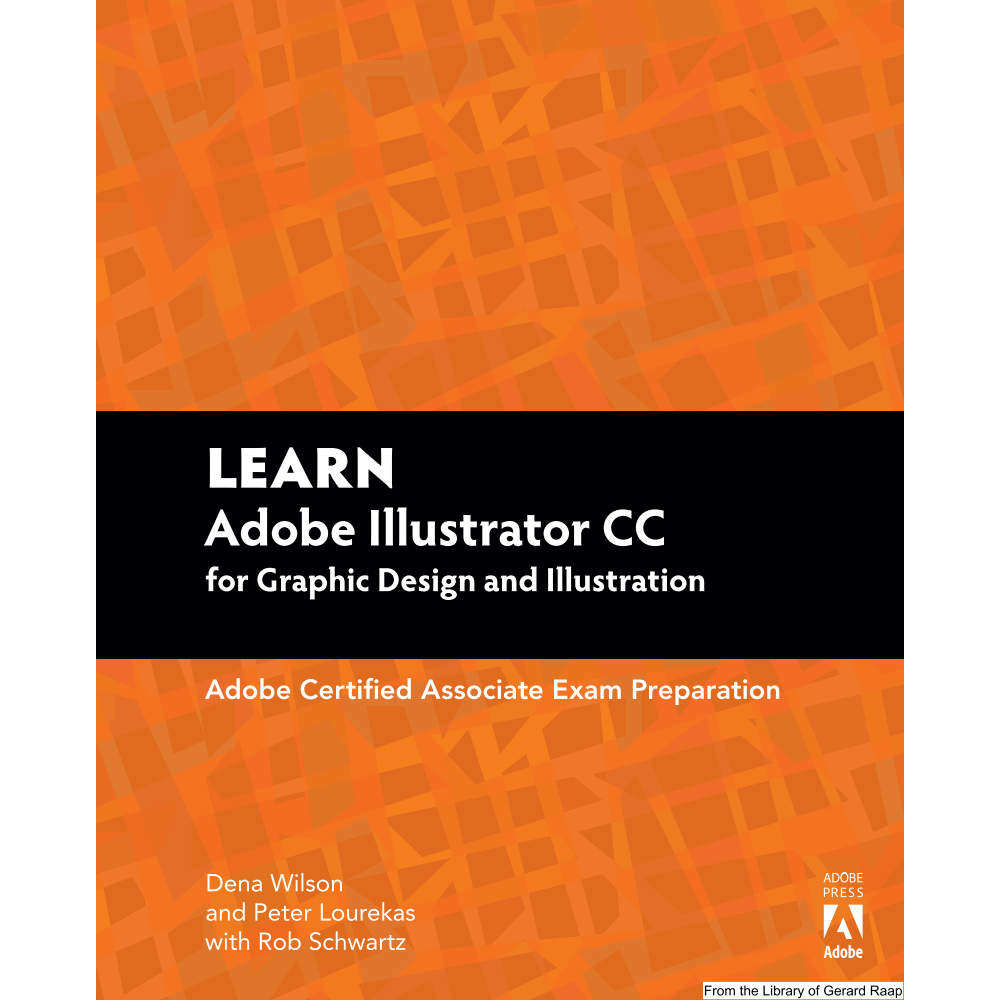 LEARN
Adobe Illustrator CC
for Graphic Design and Illustration
Adobe Certified Associate Exam Preparation
Dena Wilson
and Peter Lourekas
with Rob Schwartz
ADOBE
PRESS
Adobe
From the Library of Gerard Raap